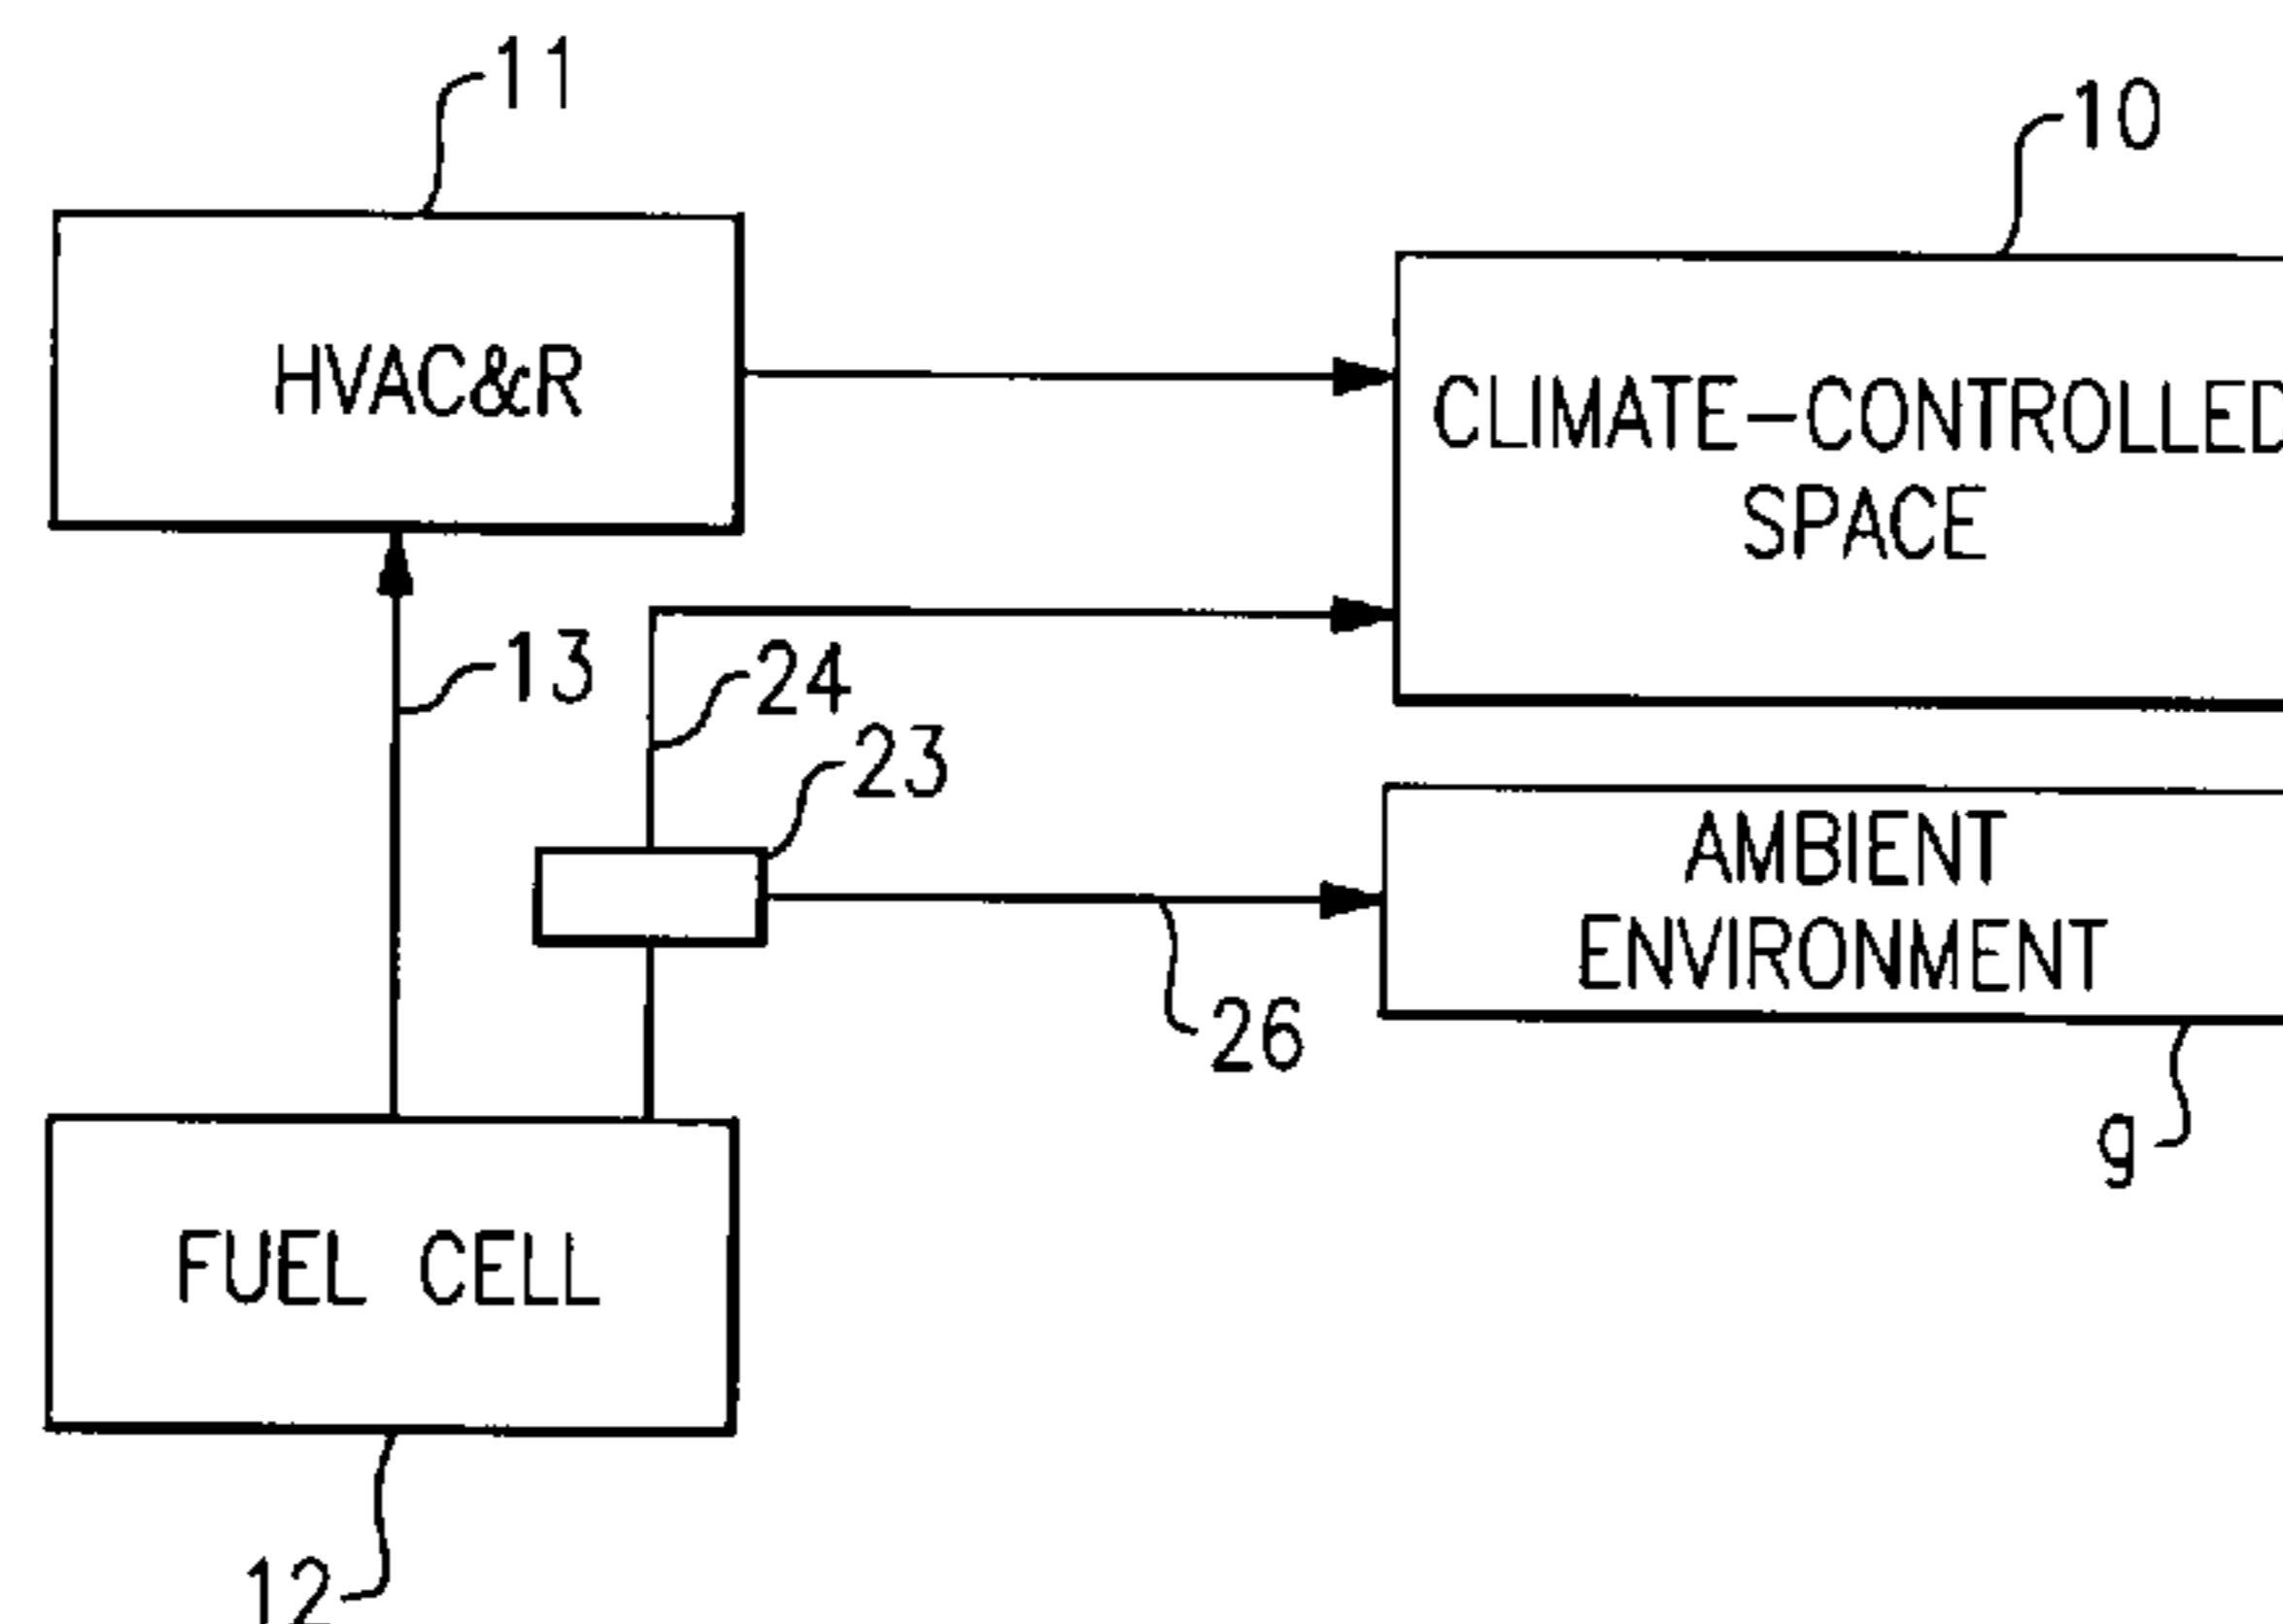 11
10
HVAC&R
CLIMATE-CONTROLLED
SPACE
13
24
23
AMBIENT
ENVIRONMENT
26
9
FUEL CELL
12